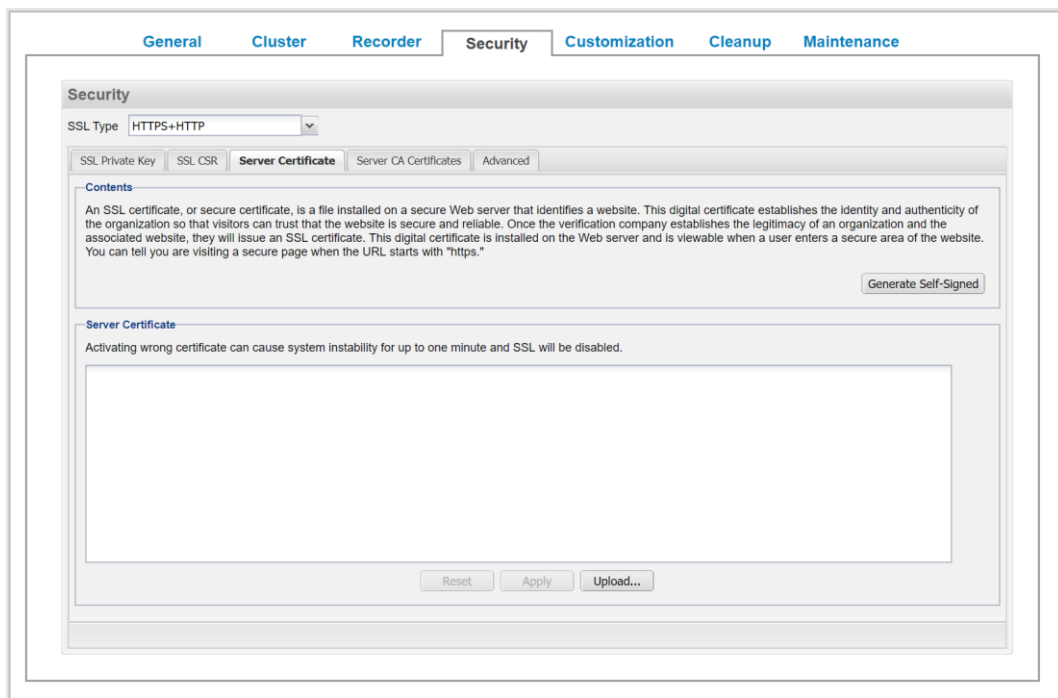 General Cluster Recorder Security Customization Cleanup Maintenance
Security
SSL Type HTTPS+HTTP
SSL Private Key SSL CSR Server Certificate Server CA Certificates Advanced
Contents
An SSL certificate, or secure certificate, is a file installed on a secure Web server that identifies a website. This digital certificate establishes the identity and authenticity of
the organization so that visitors can trust that the website is secure and reliable. Once the verification company establishes the legitimacy of an organization and the
associated website, they will issue an SSL certificate. This digital certificate is installed on the Web server and is viewable when a user enters a secure area of the website.
You can tell you are visiting a secure page when the URL starts with "https."
Generate Self-Signed
Server Certificate
Activating wrong certificate can cause system instability for up to one minute and SSL will be disabled.
Reset Apply Upload...